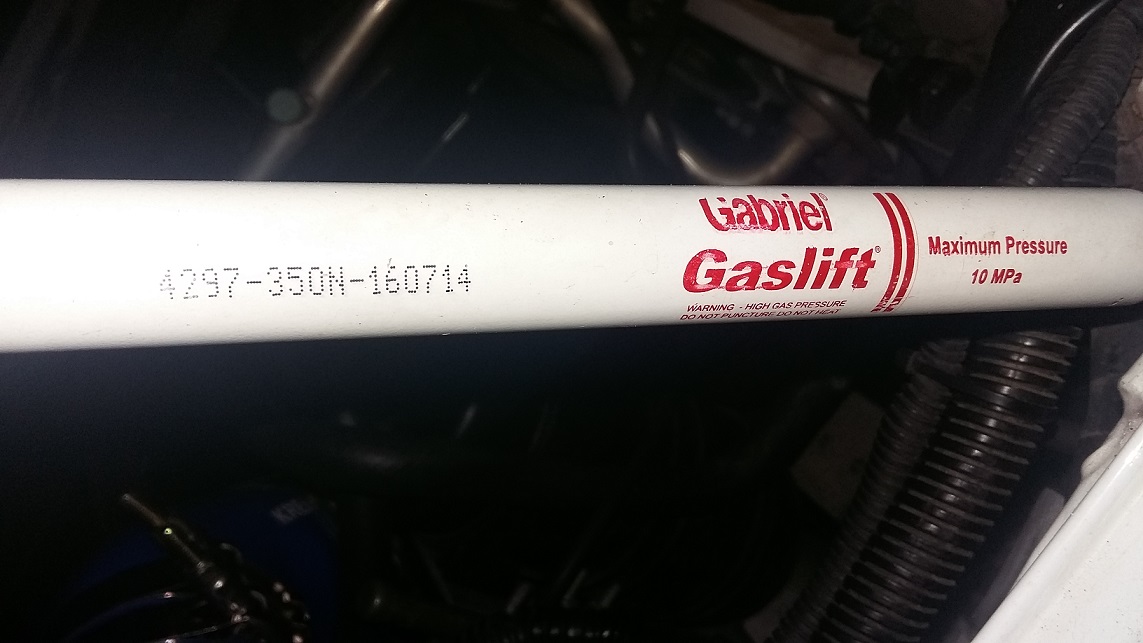 4297-350N-160714
Gabriel®
Gaslift®
WARNING - HIGH GAS PRESSURE
DO NOT PUNCTURE DO NOT HEAT
Maximum Pressure
10 MPa